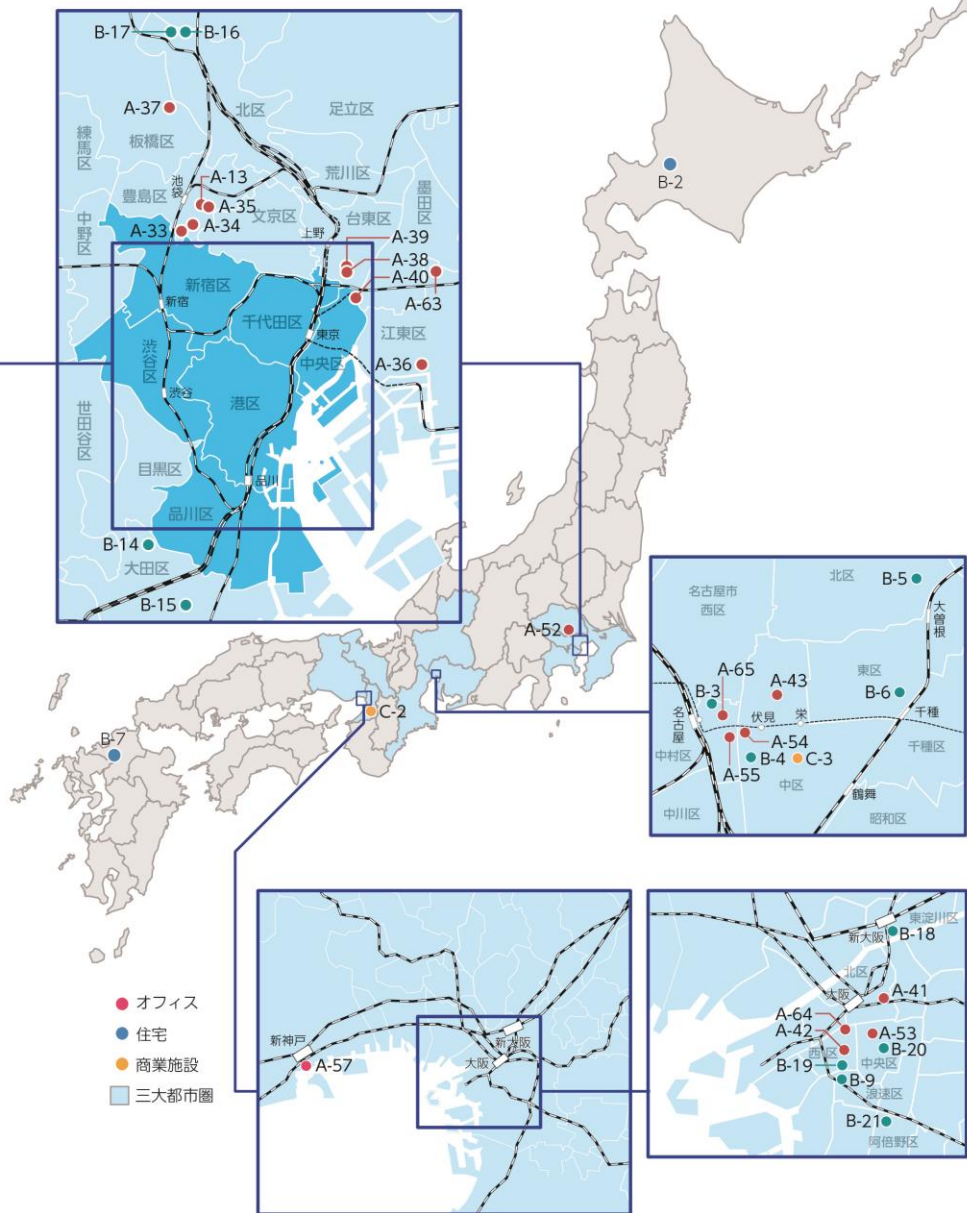 B-17
B-16
A-37
北区
足立区
練馬区
板橋区
荒川区
池袋
A-13
豊島区
墨田区
A-35
文京区
台東区
中野区
A-34
A-33
上野
A-39
A-38
A-40
新宿区
A-63
新宿
千代田区
東京
江東区
渋谷区
中央区
A-36
渋谷
港区
世田谷区
目黒区
品川
品川区
B-14
大田区
B-15
B-2
A-52
C-2
B-7
北区
B-5
名古屋市
西区
大曽根
A-65
A-43
東区
B-3
B-6
伏見
栄
千種
名古屋
中村区
A-54
千種区
B-4
C-3
A-55
中区
鶴舞
中川区
昭和区
オフィス
住宅
商業施設
三大都市圏
新神戸
A-57
新大阪
大阪
東淀川区
新大阪
B-18
北区
大阪
A-41
A-64
A-53
A-42
B-20
西区
中央区
B-19
B-9
浪速区
B-21
阿倍野区